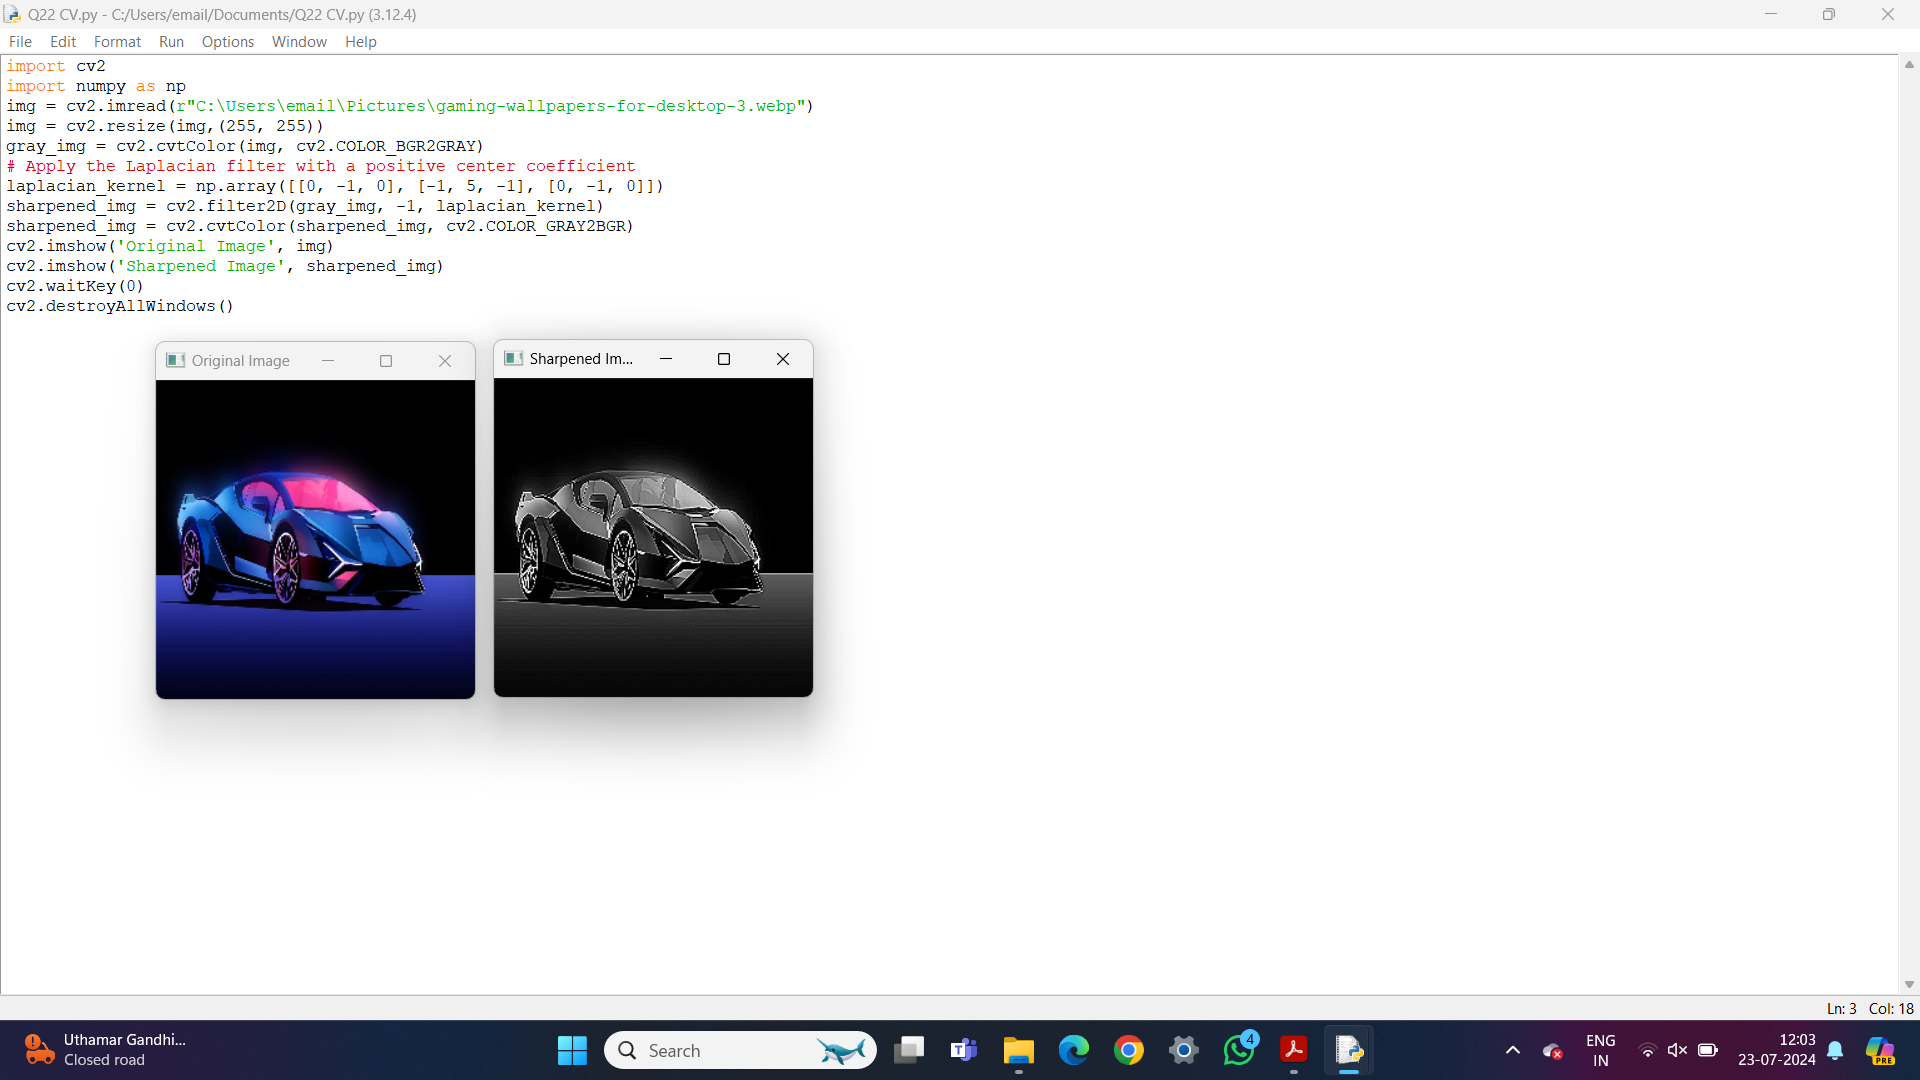 Q22 CV.py - C:/Users/email/Documents/Q22 CV.py (3.12.4)
File Edit Format Run Options Window Help
import cv2
import numpy as np
img = cv2.imread(r"C:\Users\email\Pictures\gaming-wallpapers-for-desktop-3.webp")
img = cv2.resize(img,(255, 255))
gray_img = cv2.cvtColor(img, cv2.COLOR_BGR2GRAY)
# Apply the Laplacian filter with a positive center coefficient
laplacian_kernel = np.array([[0, -1, 0], [-1, 5, -1], [0, -1, 0]])
sharpened_img = cv2.filter2D(gray_img, -1, laplacian_kernel)
sharpened_img = cv2.cvtColor(sharpened_img, cv2.COLOR_GRAY2BGR)
cv2.imshow('Original Image', img)
cv2.imshow('Sharpened Image', sharpened_img)
cv2.waitKey(0)
cv2.destroyAllWindows()
Original Image
Sharpened Im...
Ln: 3 Col: 18
Uthamar Gandhi...
Closed road
Search
4
ENG
IN
12:03
23-07-2024
PRE